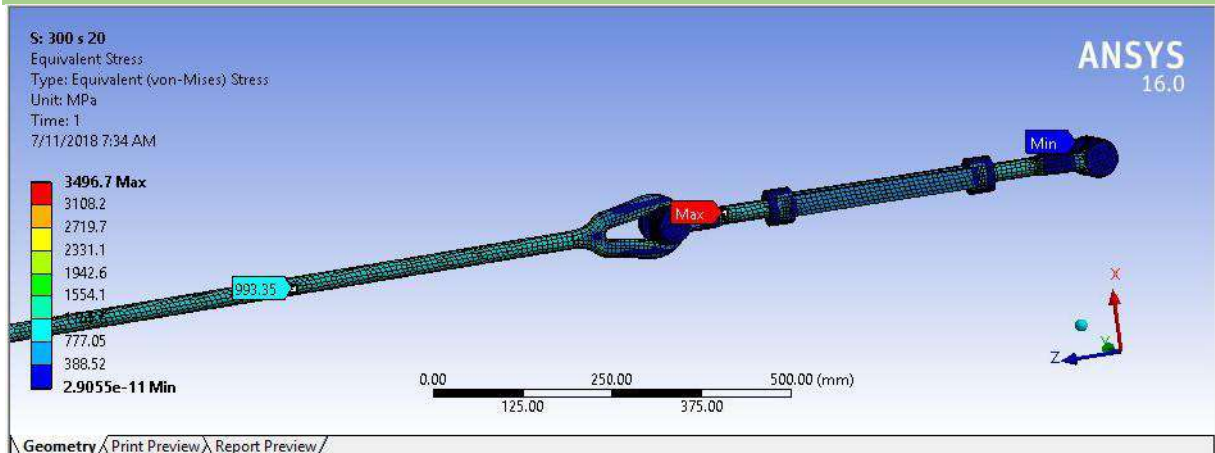 S: 300 s 20
Equivalent Stress
Type: Equivalent (von-Mises) Stress
Unit: MPa
Time: 1
7/11/2018 7:34 AM
ANSYS
16.0
3496.7 Max
3108.2
2719.7
2331.1
1942.6
1554.1
777.05
388.52
2.9055e-11 Min
Min
Max
993.35
X
Y
Z
0.00 250.00 500.00 (mm)
125.00 375.00
Geometry Print Preview Report Preview